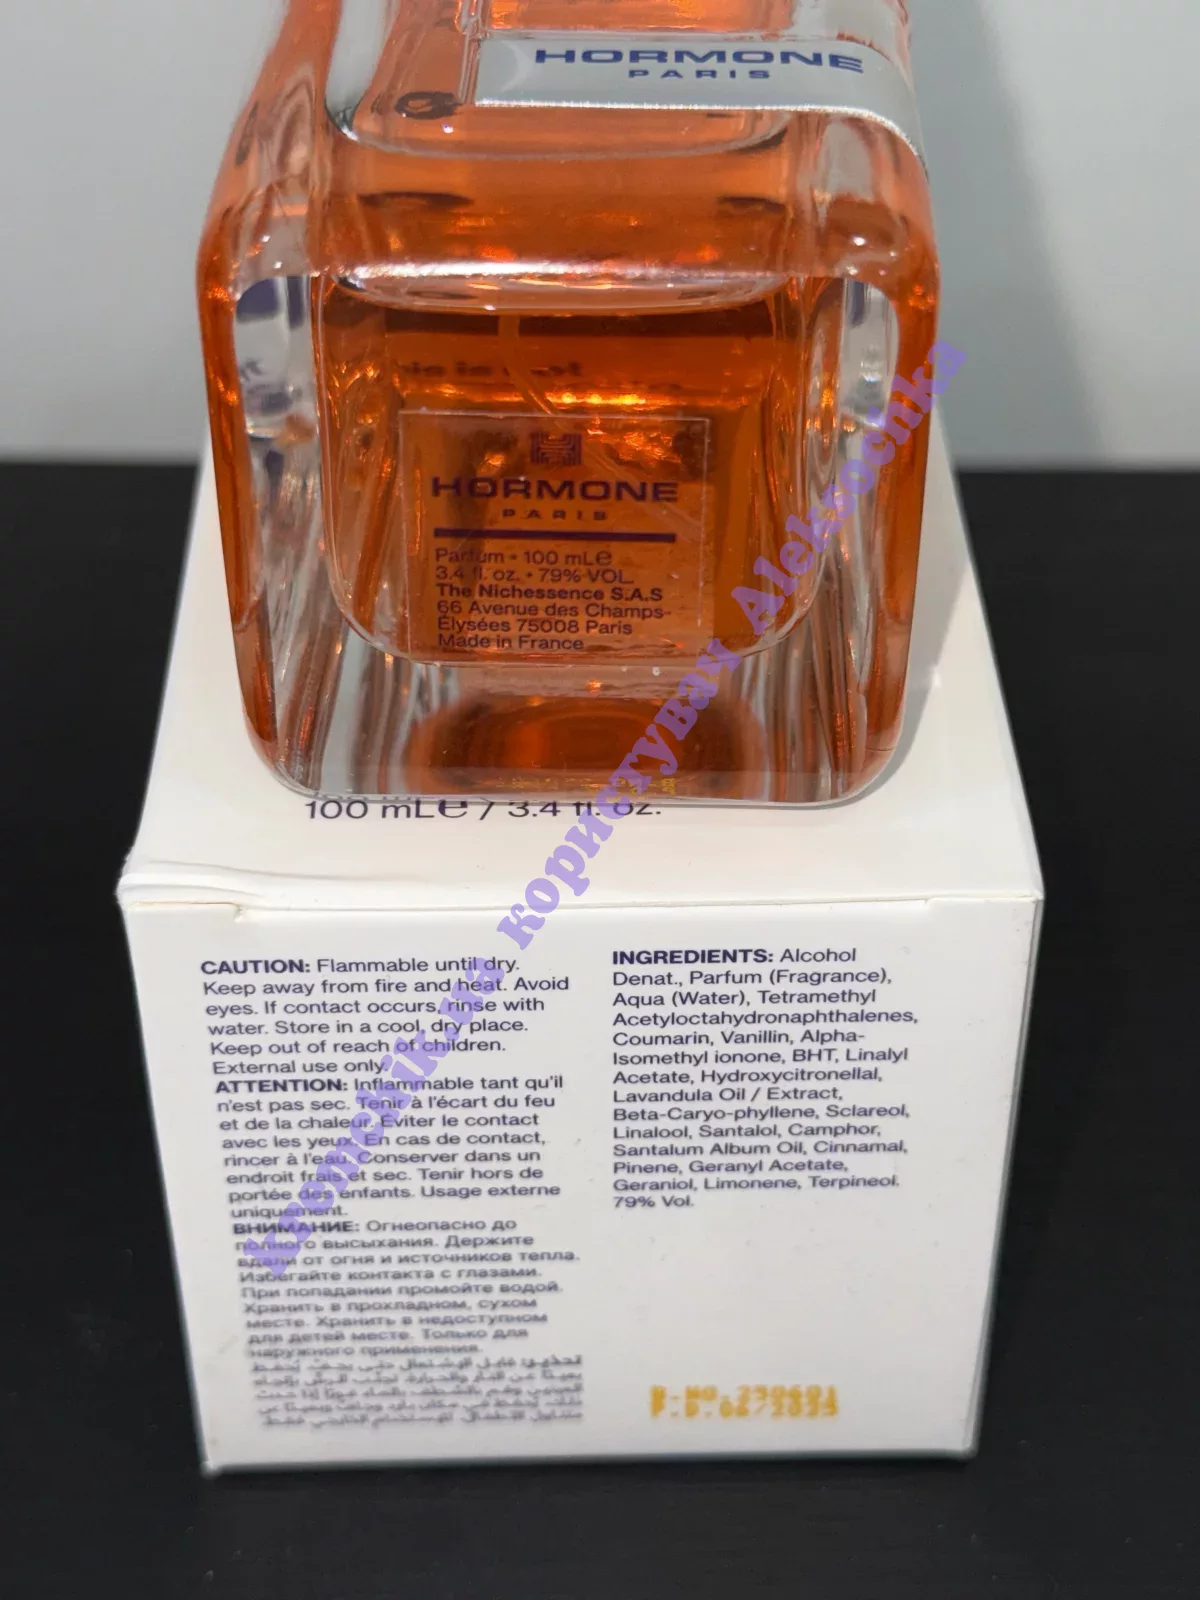 HORMONE
PARIS
HORMONE
PARIS
Parfum • 100 mLe
3.4 fl. oz. • 79% VOL.
The Nichessence S.A.S
66 Avenue des Champs-
Élysées 75008 Paris
Made in France
100 mLe / 3.4 fl. oz.
CAUTION: Flammable until dry.
Keep away from fire and heat. Avoid
eyes. If contact occurs, rinse with
water. Store in a cool, dry place.
Keep out of reach of children.
External use only.
ATTENTION: Inflammable tant qu'il
n'est pas sec. Tenir à l'écart du feu
et de la chaleur. Éviter le contact
avec les yeux. En cas de contact,
rincer à l'eau. Conserver dans un
endroit frais et sec. Tenir hors de
portée des enfants. Usage externe
uniquement.
ВНИМАНИЕ: Огнеопасно до
полного высыхания. Держите
вдали от огня и источников тепла.
Избегайте контакта с глазами.
При попадании промойте водой.
Хранить в прохладном, сухом
месте. Хранить в недоступном
для детей месте. Только для
наружного применения.
INGREDIENTS: Alcohol
Denat., Parfum (Fragrance),
Aqua (Water), Tetramethyl
Acetyloctahydronaphthalenes,
Coumarin, Vanillin, Alpha-
Isomethyl ionone, BHT, Linalyl
Acetate, Hydroxycitronellal,
Lavandula Oil / Extract,
Beta-Caryo-phyllene, Sclareol,
Linalool, Santalol, Camphor,
Santalum Album Oil, Cinnamal,
Pinene, Geranyl Acetate,
Geraniol, Limonene, Terpineol.
79% Vol.
kremchik.ua користувач Aleksochka